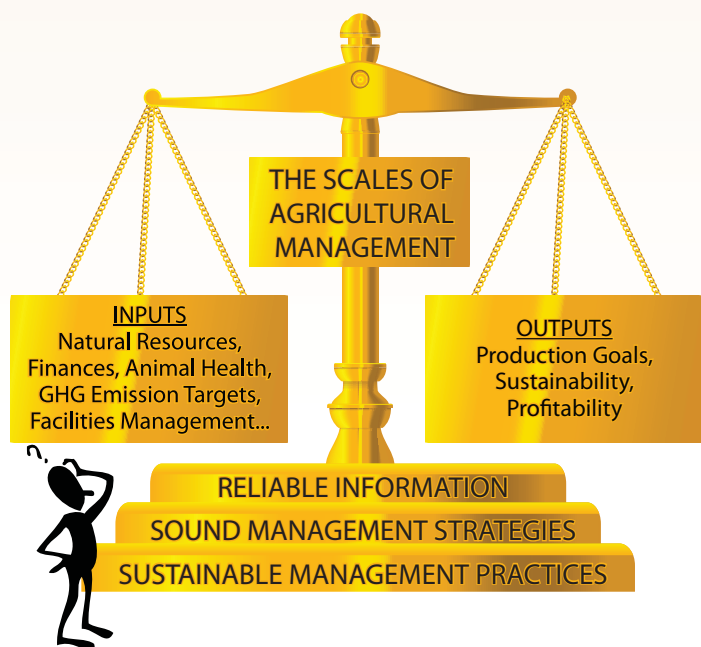 THE SCALES OF
AGRICULTURAL
MANAGEMENT
INPUTS
Natural Resources,
Finances, Animal Health,
GHG Emission Targets,
Facilities Management...
OUTPUTS
Production Goals,
Sustainability,
Profitability
?.
RELIABLE INFORMATION
SOUND MANAGEMENT STRATEGIES
SUSTAINABLE MANAGEMENT PRACTICES